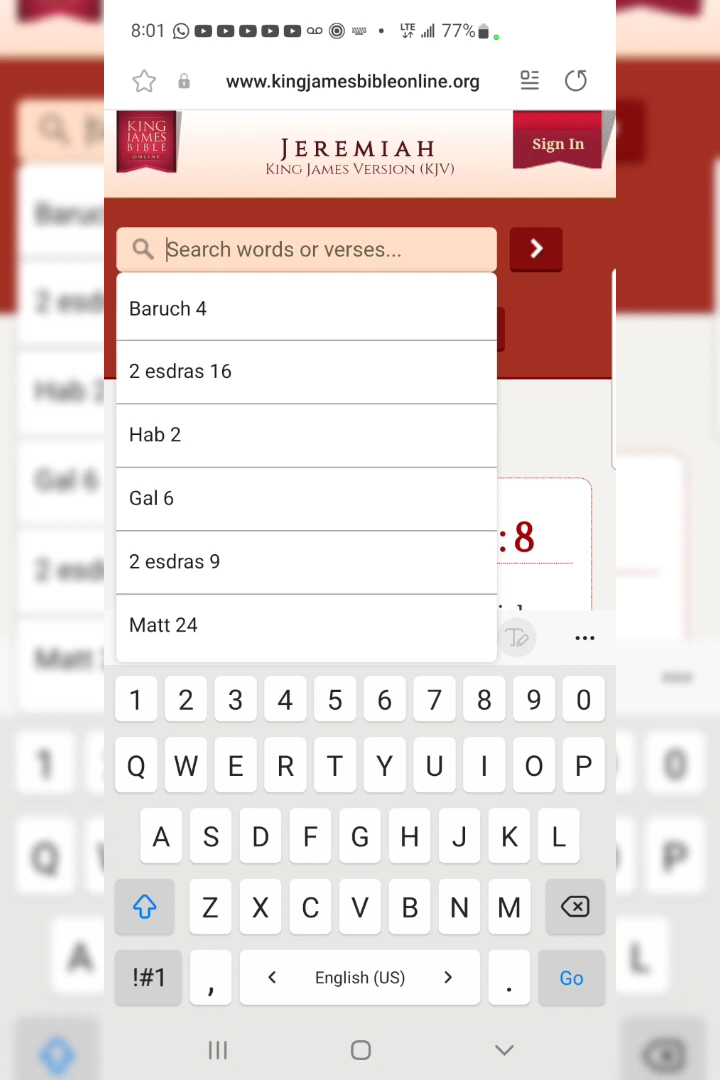 8:01 LTE 77%
www.kingjamesbibleonline.org
KING
JAMES
BIBLE
ONLINE
JEREMIAH
KING JAMES VERSION (KJV)
Sign In
Search words or verses...
Baruch 4
2 esdras 16
Hab 2
Gal 6
2 esdras 9
Matt 24
:8
1 2 3 4 5 6 7 8 9 0
Q W E R T Y U I O P
A S D F G H J K L
Z X C V B N M
!#1 , < English (US) > . Go